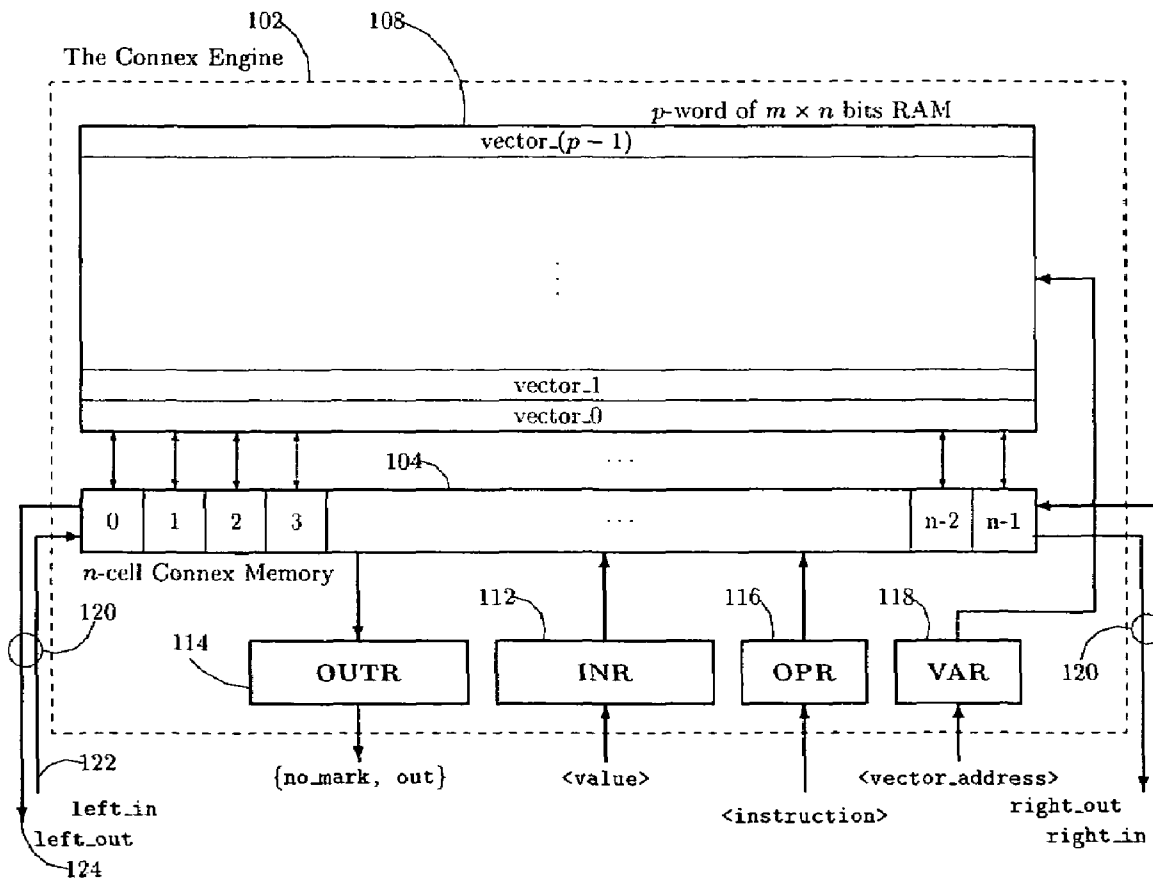 102
108
The Connex Engine
p-word of m × n bits RAM
vector_(p − 1)
⋮
vector_1
vector_0
104
...
0 1 2 3 ... n-2 n-1
n-cell Connex Memory
120
114
112
116
118
OUTR
INR
OPR
VAR
120
122
{no_mark, out}
<value>
<vector_address>
left_in
<instruction>
right_out
left_out
right_in
124